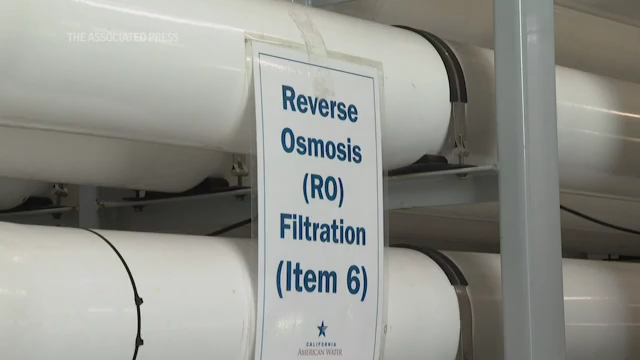 THE ASSOCIATED PRESS
Reverse
Osmosis
(RO)
Filtration
(Item 6)
CALIFORNIA
AMERICAN WATER